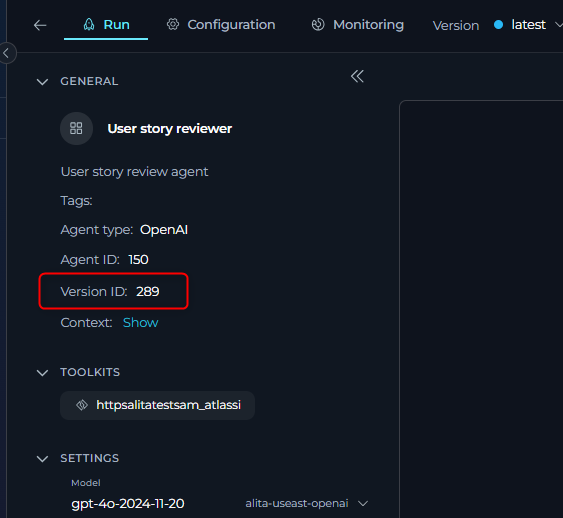 Run Configuration Monitoring Version latest
GENERAL
User story reviewer
User story review agent
Tags:
Agent type: OpenAI
Agent ID: 150
Version ID: 289
Context: Show
TOOLKITS
httpsalitatestsam_atlassi
SETTINGS
Model
gpt-4o-2024-11-20 alita-useast-openai